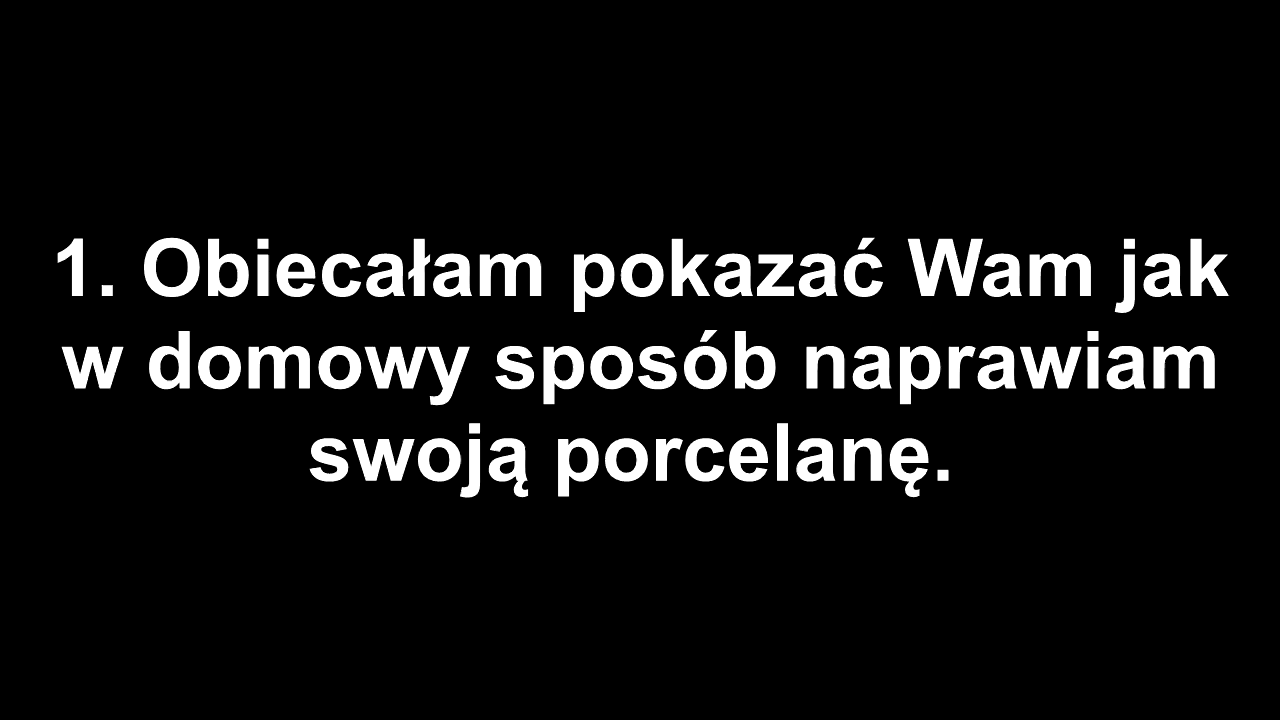 1. Obiecałam pokazać Wam jak
w domowy sposób naprawiam
swoją porcelanę.